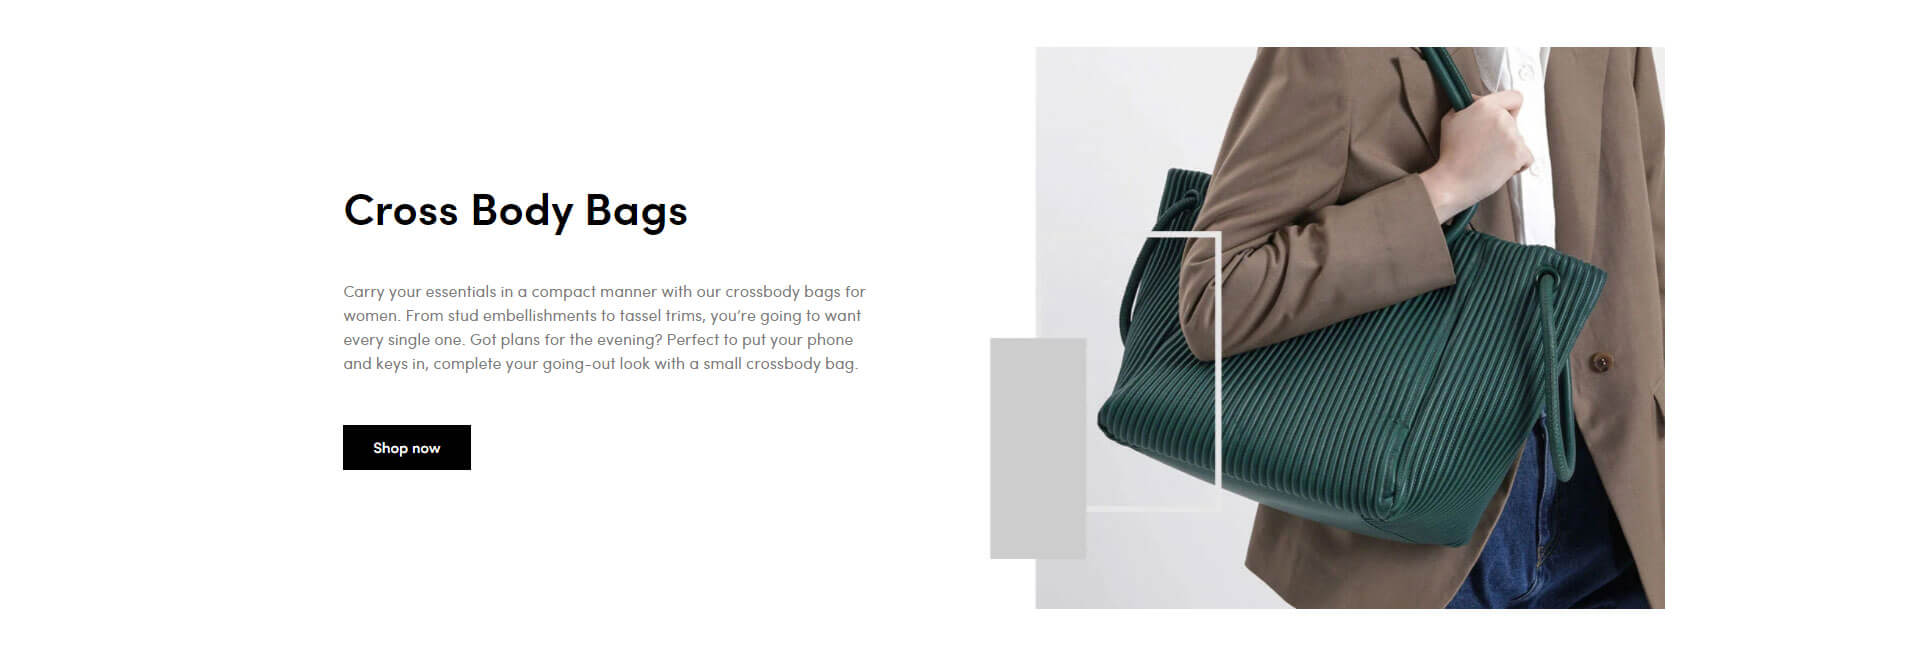 Cross Body Bags
Carry your essentials in a compact manner with our crossbody bags for
women. From stud embellishments to tassel trims, you’re going to want
every single one. Got plans for the evening? Perfect to put your phone
and keys in, complete your going-out look with a small crossbody bag.
Shop now